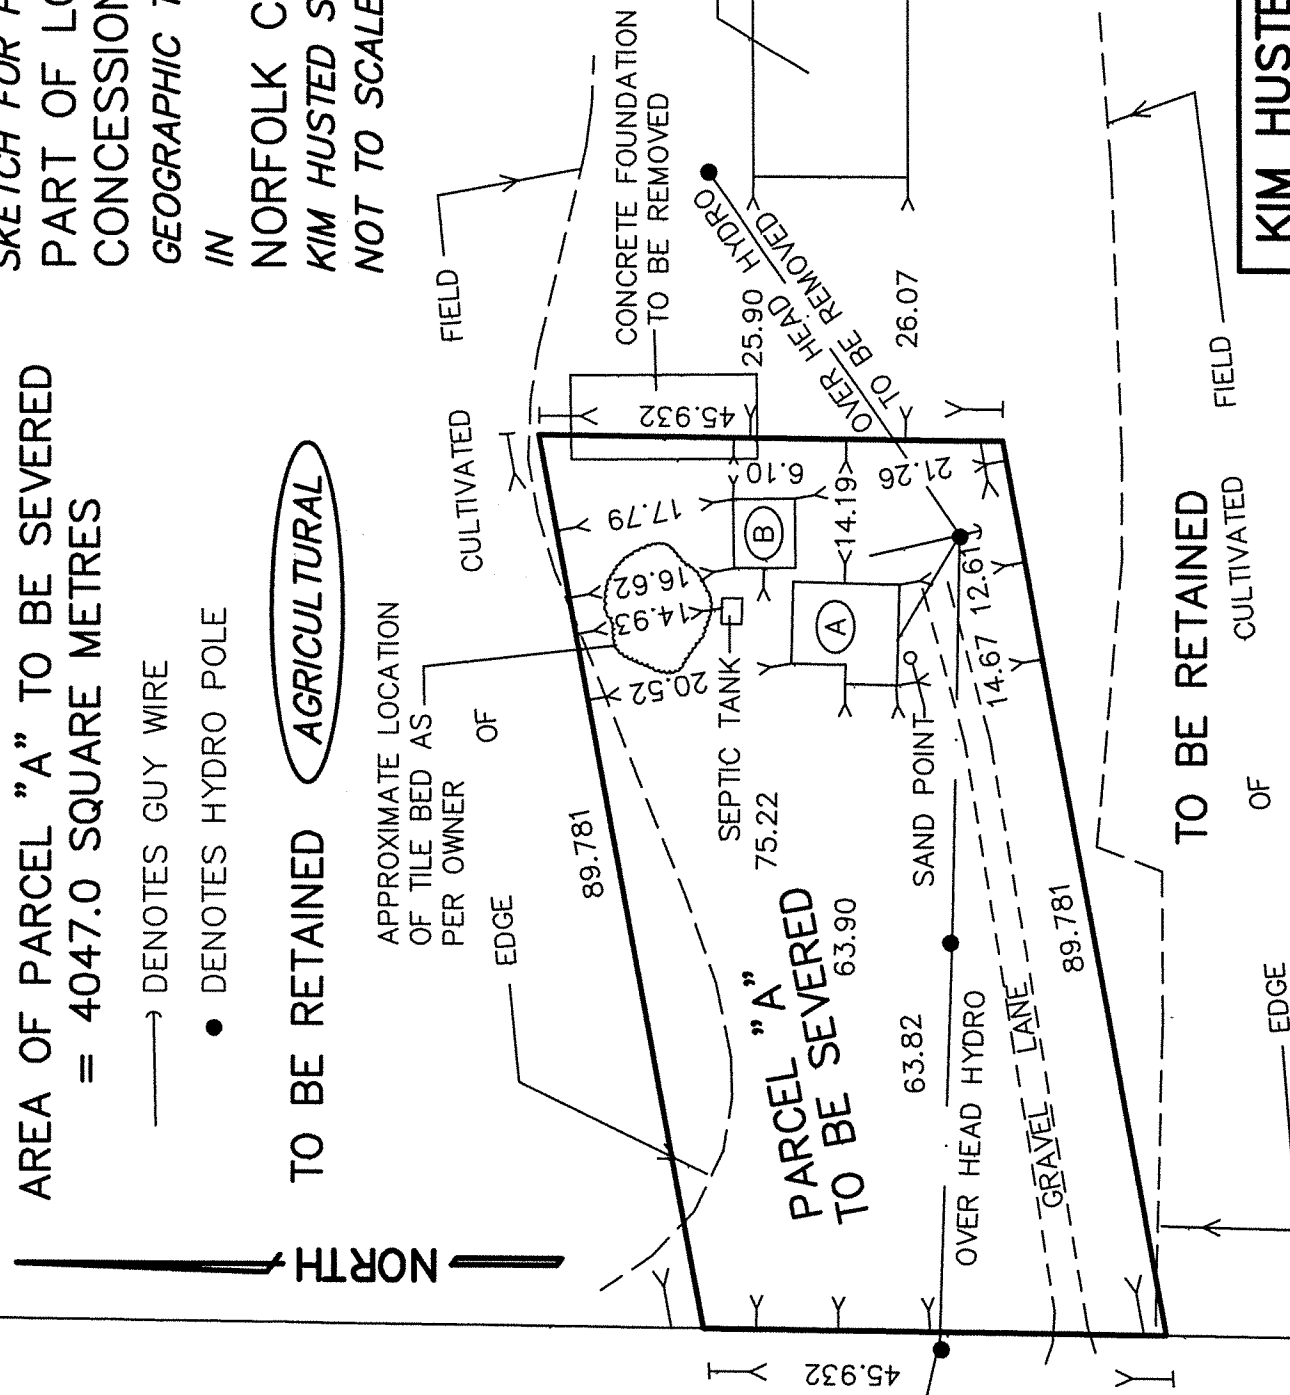 SKETCH FOR
PART OF
CONCESSION
GEOGRAPHIC
IN
NORFOLK
KIM HUSTED
NOT TO SCALE
AREA OF PARCEL "A" TO BE SEVERED
= 4047.0 SQUARE METRES
DENOTES GUY WIRE
DENOTES HYDRO POLE
TO BE RETAINED
AGRICULTURAL
NORTH
APPROXIMATE LOCATION
OF TILE BED AS
PER OWNER
EDGE
OF
CULTIVATED
FIELD
CONCRETE FOUNDATION
TO BE REMOVED
45.932
25.90
26.07
OVER HEAD HYDRO
OVER HEAD HYDRO
TO BE REMOVED
89.781
17.79
16.62
14.93
20.52
6.10
14.19
21.26
B
A
SEPTIC TANK
75.22
SAND POINT
12.61
14.67
PARCEL "A"
TO BE SEVERED
63.90
63.82
OVER HEAD HYDRO
GRAVEL LANE
89.781
45.932
TO BE RETAINED
EDGE
OF
CULTIVATED
FIELD
KIM HUSTE